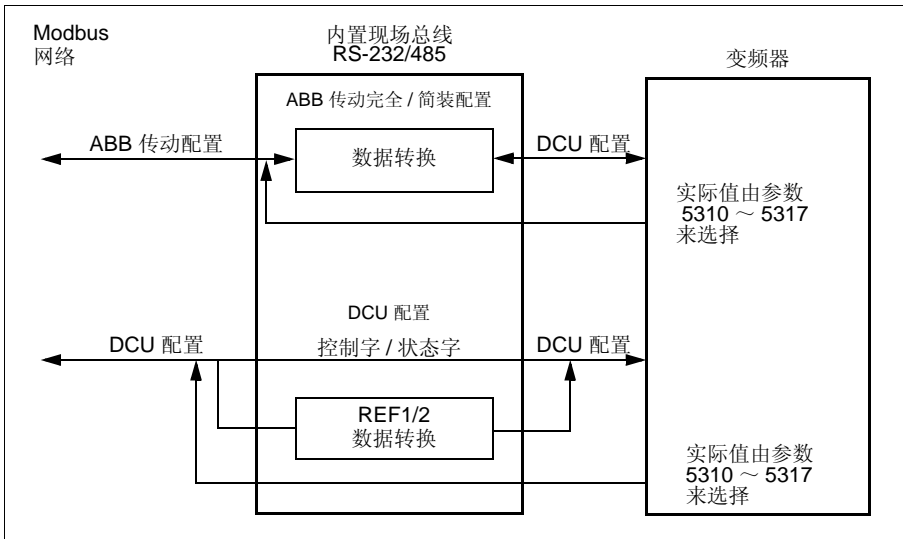 Modbus
网络
内置现场总线
RS-232/485
变频器
ABB 传动完全 / 简装配置
ABB 传动配置
数据转换
DCU 配置
实际值由参数
5310 ～ 5317
来选择
DCU 配置
DCU 配置
控制字 / 状态字
DCU 配置
REF1/2
数据转换
实际值由参数
5310 ～ 5317
来选择